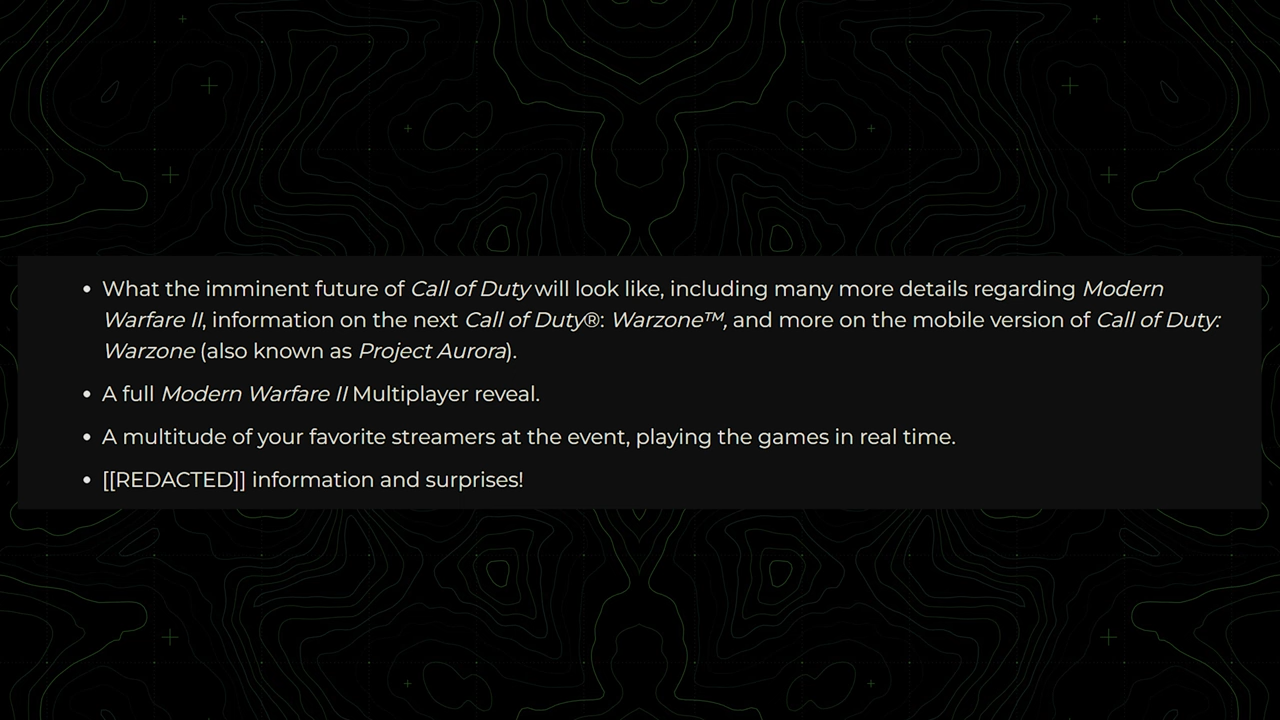 • What the imminent future of Call of Duty will look like, including many more details regarding Modern
Warfare II, information on the next Call of Duty®: Warzone™, and more on the mobile version of Call of Duty:
Warzone (also known as Project Aurora).
• A full Modern Warfare II Multiplayer reveal.
• A multitude of your favorite streamers at the event, playing the games in real time.
• [[REDACTED]] information and surprises!